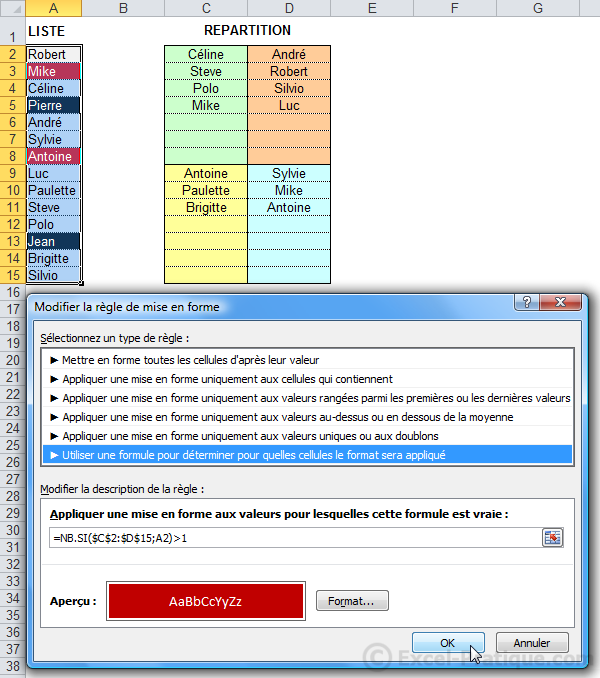 A B C D E F G
1 LISTE REPARTITION
2 Robert Céline André
3 Mike Steve Robert
4 Céline Polo Silvio
5 Pierre Mike Luc
6 André
7 Sylvie
8 Antoine
9 Luc Antoine Sylvie
10 Paulette Paulette Mike
11 Steve Brigitte Antoine
12 Polo
13 Jean
14 Brigitte
15 Silvio
16
17
18
19
20
21
22
23
24
25
26
27
28
29
30
31
32
33
34
35
36
37
38
Modifier la règle de mise en forme
?
Sélectionnez un type de règle :
► Mettre en forme toutes les cellules d'après leur valeur
► Appliquer une mise en forme uniquement aux cellules qui contiennent
► Appliquer une mise en forme uniquement aux valeurs rangées parmi les premières ou les dernières valeurs
► Appliquer une mise en forme uniquement aux valeurs au-dessus ou en dessous de la moyenne
► Appliquer une mise en forme uniquement aux valeurs uniques ou aux doublons
► Utiliser une formule pour déterminer pour quelles cellules le format sera appliqué
Modifier la description de la règle :
Appliquer une mise en forme aux valeurs pour lesquelles cette formule est vraie :
=NB.SI($C$2:$D$15;A2)>1
Aperçu : AaBbCcYyZz Format...
OK Annuler
© Excel-Pratique.com